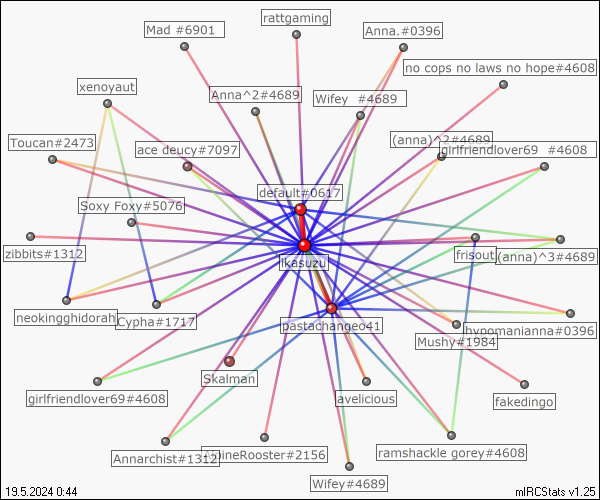 rattgaming
Mad #6901
Anna.#0396
no cops no laws no hope#4608
xenoyaut
Anna^2#4689
Wifey #4689
Toucan#2473
ace deucy#7097
(anna)^2#4689
girlfriendlover69 #4608
default#0617
Soxy Foxy#5075
zibbits#1312
ikasuzu
frisout
(anna)^3#4689
neokingghidorah
Cypha#1717
pastachangeo41
hypomanianna#0396
Mushy#1984
Skalman
girlfriendlover69#4608
avelicious
fakedingo
Annarchist#1312
ineRooster#2156
ramshackle gorey#4608
Wifey#4689
19.5.2024 0:44
mIRCStats v1.25